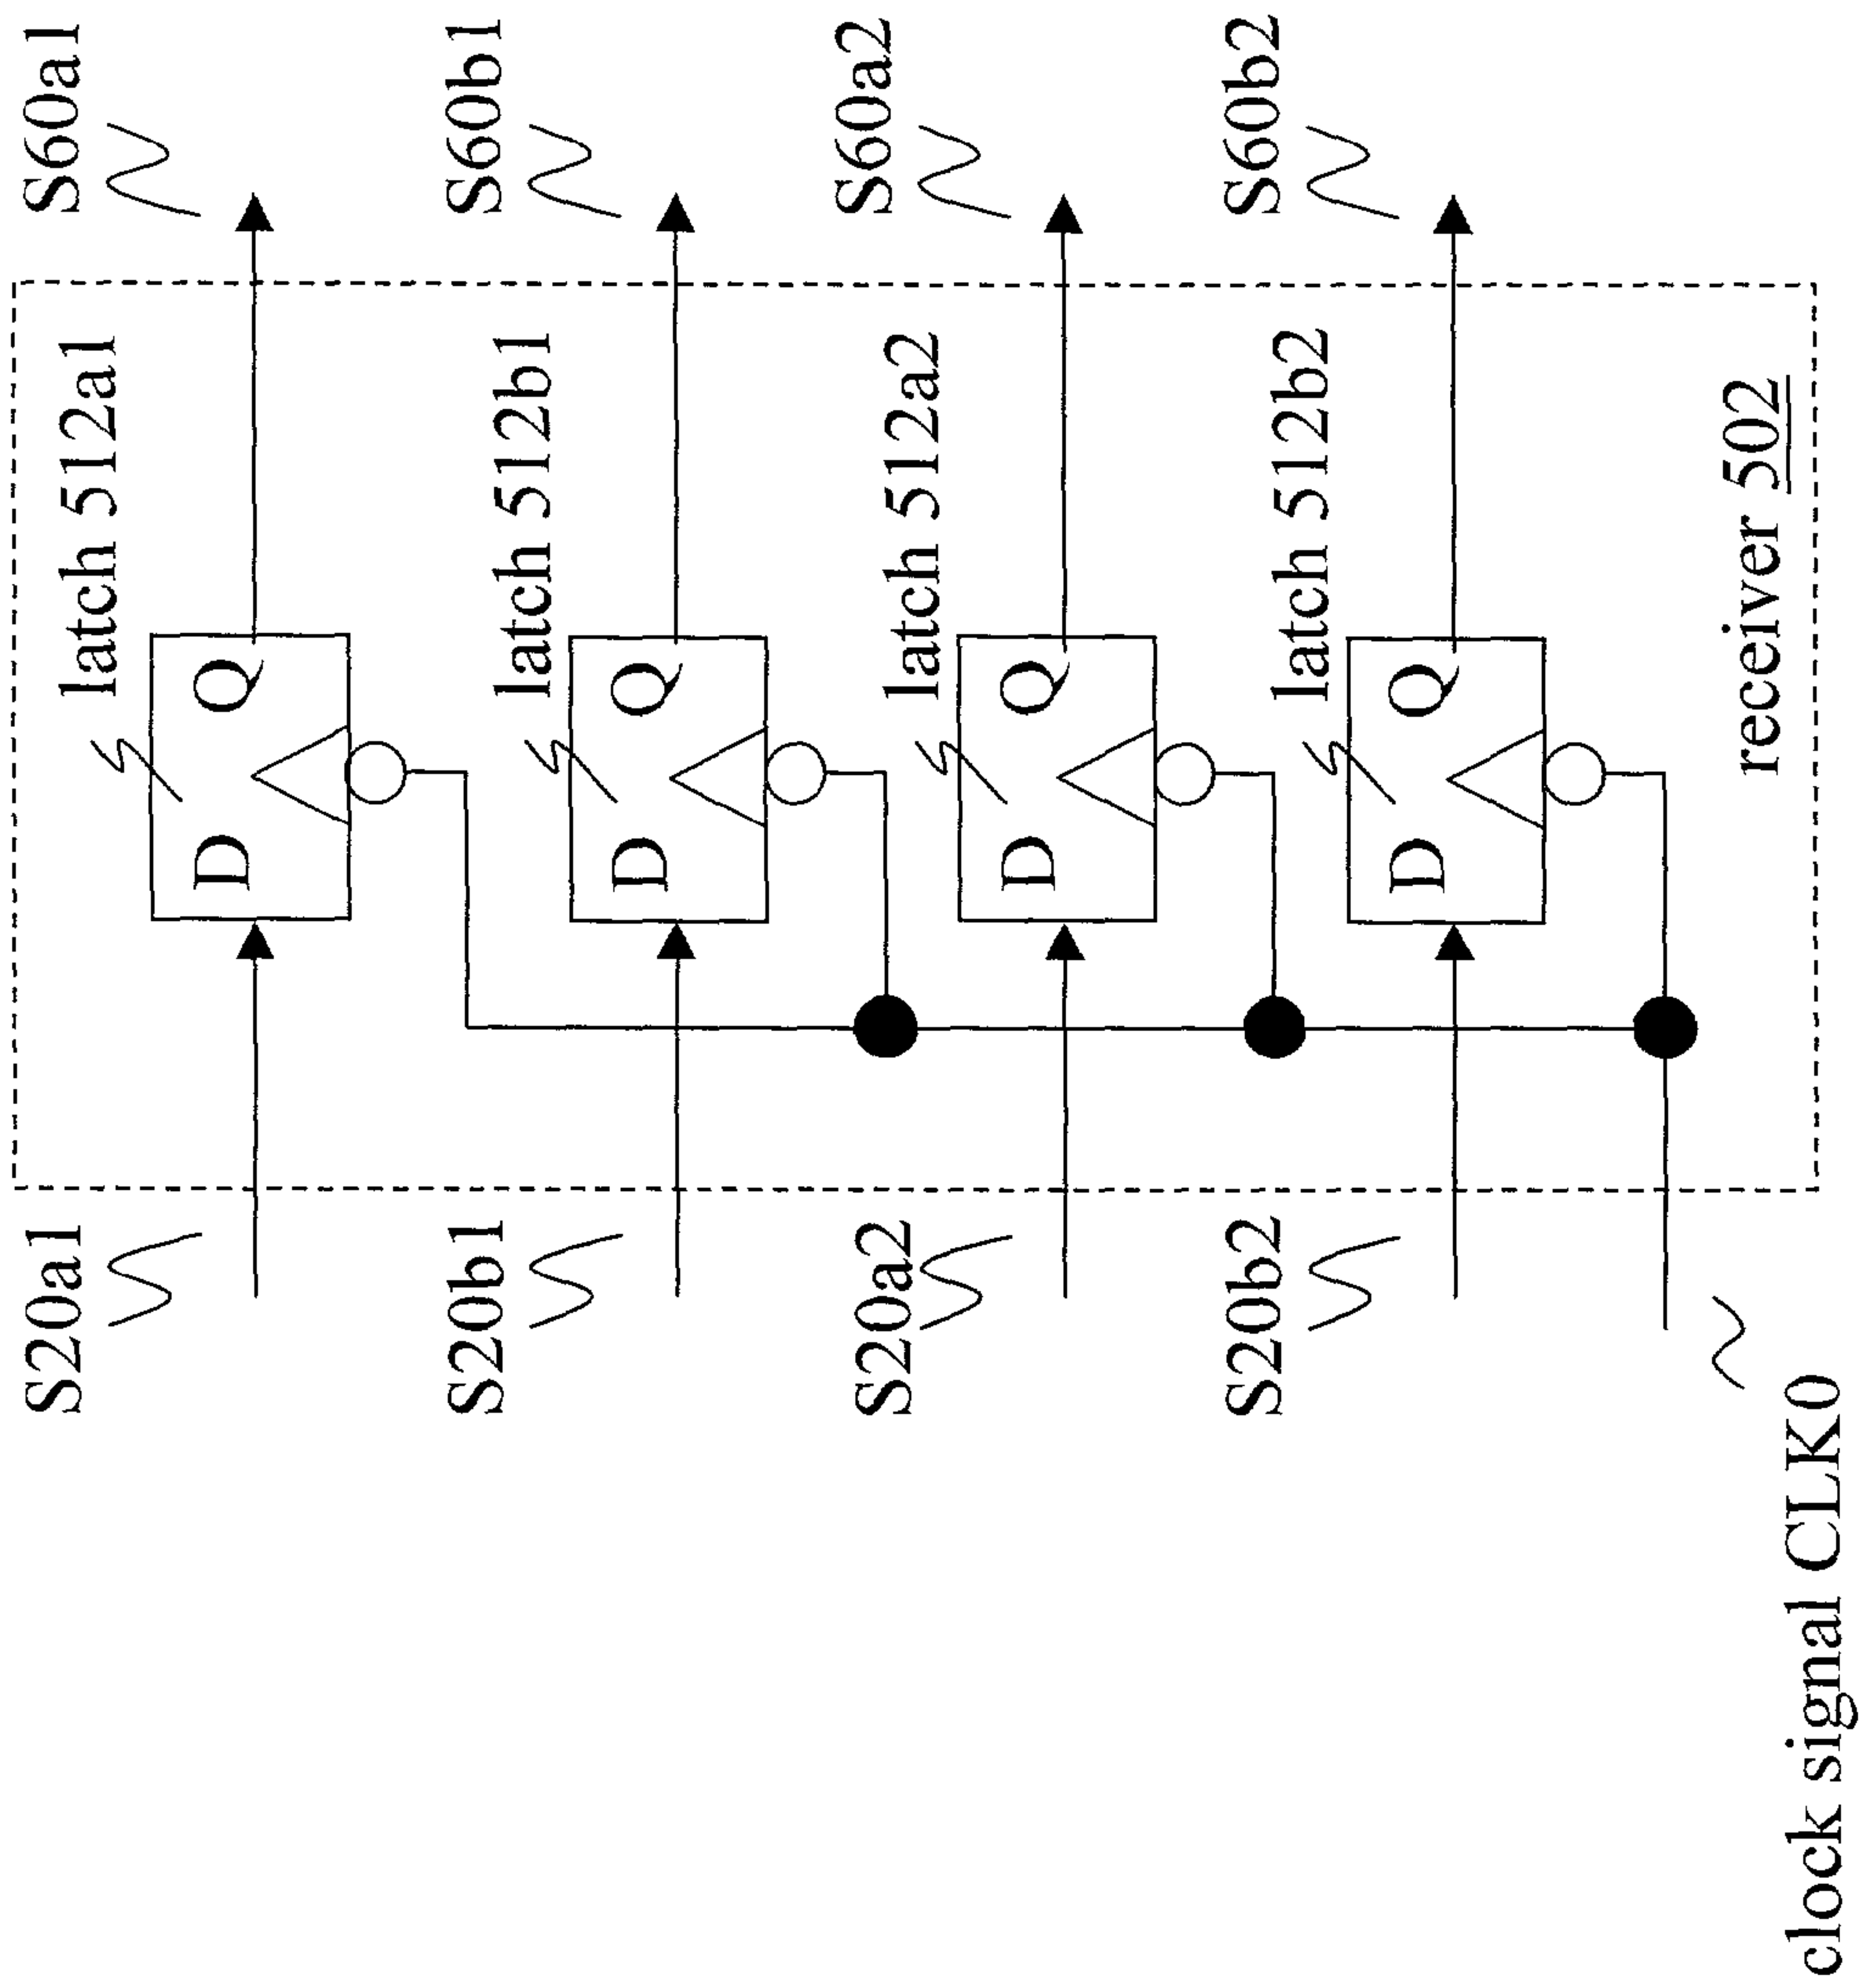 S20a1
latch 512a1
S60a1
D Q
S20b1
latch 512b1
S60b1
D Q
S20a2
latch 512a2
S60a2
D Q
S20b2
latch 512b2
S60b2
D Q
receiver 502
clock signal CLK0